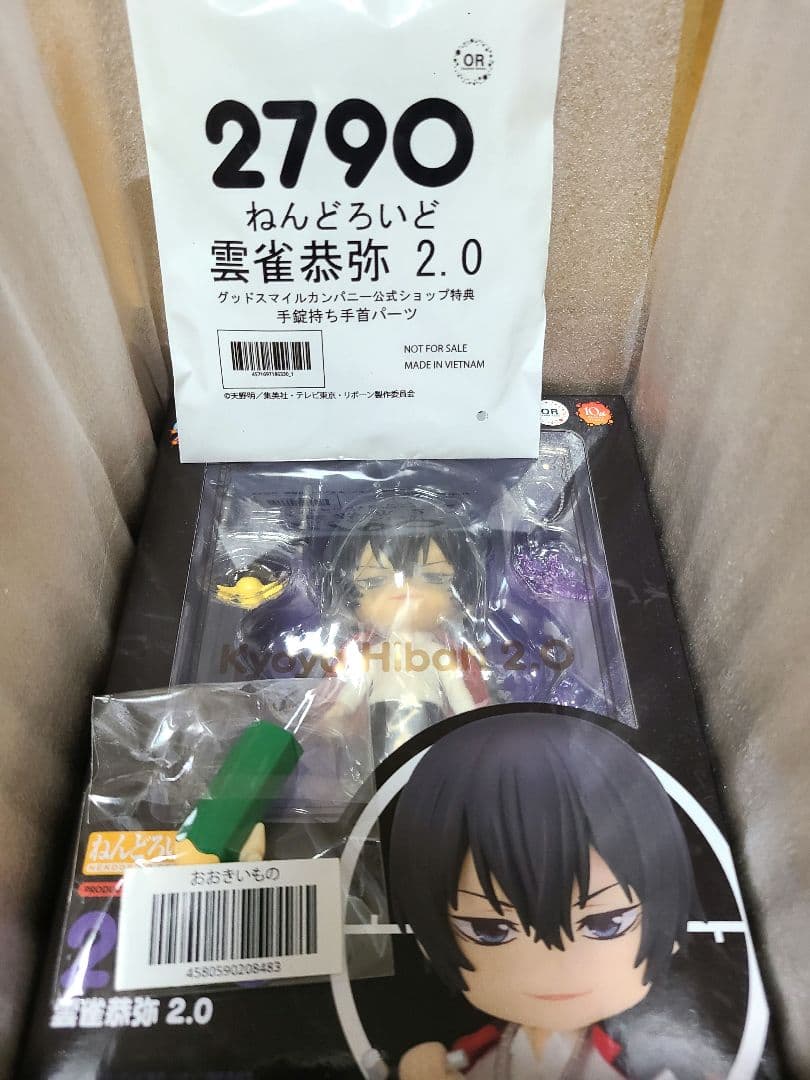 OR
2790
ねんどろいど
雲雀恭弥 2.0
グッドスマイルカンパニー公式ショップ特典
手錠持ち手首パーツ
NOT FOR SALE
MADE IN VIETNAM
©天野明／集英社・テレビ東京・リボーン製作委員会
OR
10
Kyoya Hibari 2.0
ねんどろい
おおきいもの
4580590208483
雲雀恭弥 2.0